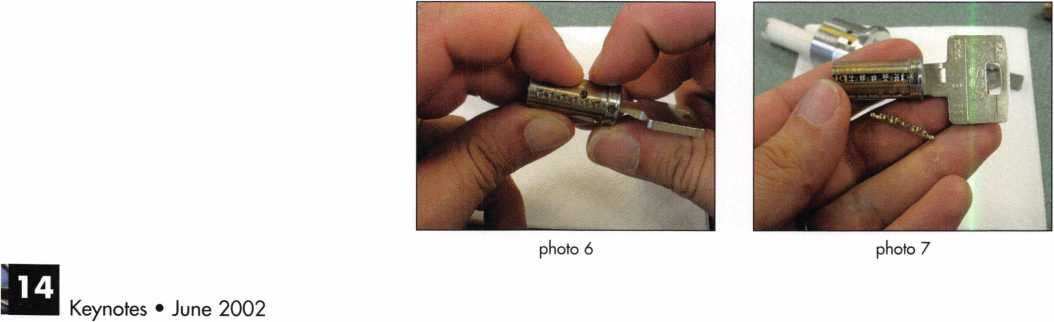 photo 6
photo 7
14
Keynotes • June 2002